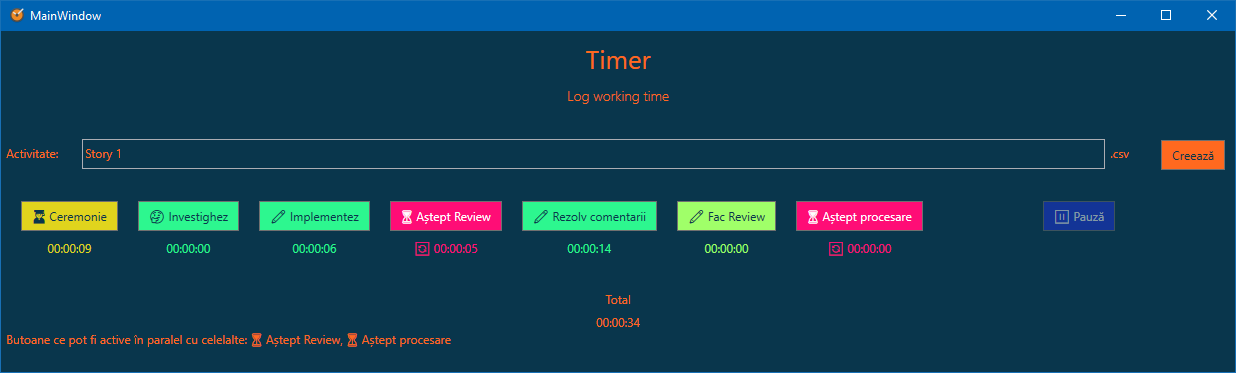 MainWindow
Timer
Log working time
Activitate: Story 1 .csv Creează
Ceremonie Investighez Implementez Aștept Review Rezolv comentarii Fac Review Aștept procesare Pauză
00:00:09 00:00:00 00:00:06 00:00:05 00:00:14 00:00:00 00:00:00
Total
00:00:34
Butoane ce pot fi active în paralel cu celelalte: Aștept Review, Aștept procesare